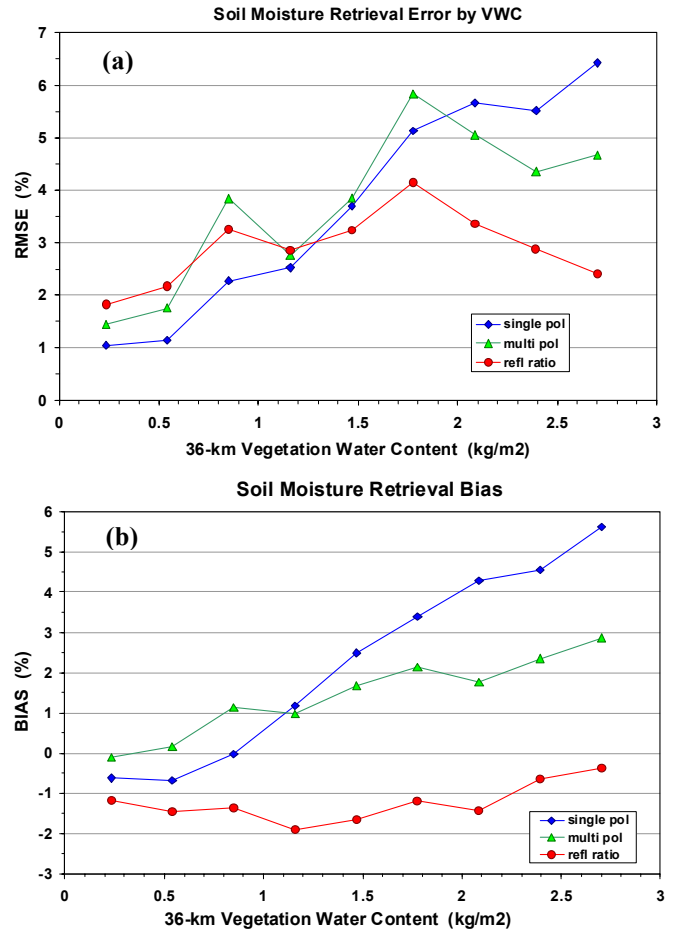 Soil Moisture Retrieval Error by VWC
(a)
7
6
5
4
3
2
1
0
RMSE (%)
single pol
multi pol
refl ratio
0 0.5 1 1.5 2 2.5 3
36-km Vegetation Water Content (kg/m2)
Soil Moisture Retrieval Bias
(b)
6
5
4
3
2
1
0
-1
-2
-3
BIAS (%)
single pol
multi pol
refl ratio
0 0.5 1 1.5 2 2.5 3
36-km Vegetation Water Content (kg/m2)